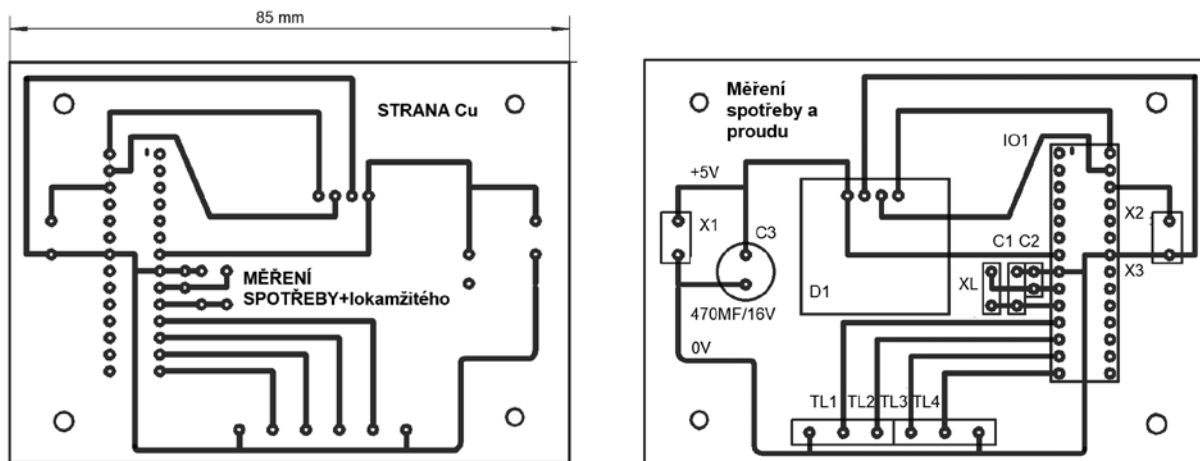 85 mm
STRANA Cu
MĚŘENÍ
SPOTŘEBY+Iokamžitého
Měření
spotřeby a
proudu
IO1
+5V
X1
C3
X2
C1 C2
X3
XL
D1
470MF/16V
0V
TL1 TL2 TL3 TL4